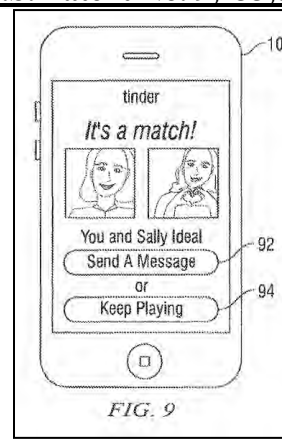 10
tinder
It's a match!
You and Sally Ideal
Send A Message
92
or
Keep Playing
94
FIG. 9